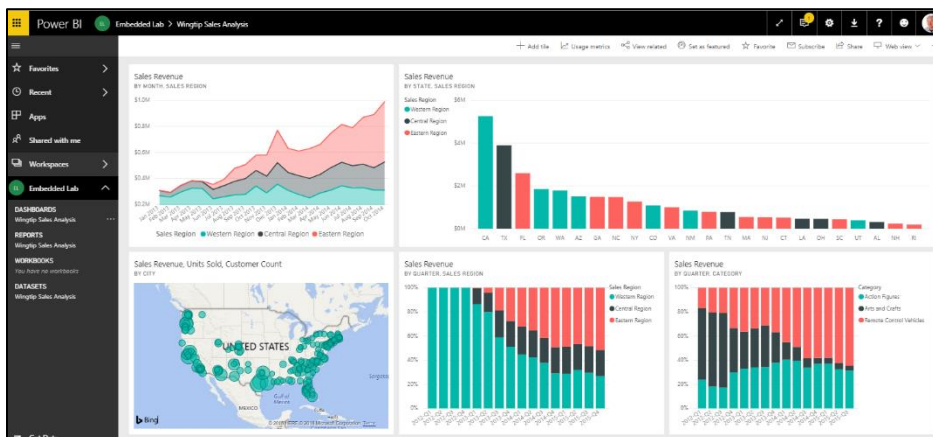 Power BI
EL
Embedded Lab > Wingtip Sales Analysis
Add tile
Usage metrics
View related
Set as featured
Favorite
Subscribe
Share
Web view
Favorites
Recent
Apps
Shared with me
Workspaces
Embedded Lab
DASHBOARDS
Wingtip Sales Analysis
REPORTS
Wingtip Sales Analysis
WORKBOOKS
You have no workbooks
DATASETS
Wingtip Sales Analysis
Sales Revenue
BY MONTH, SALES REGION
$1.0M
$0.8M
$0.6M
$0.4M
$0.2M
Sales Region Western Region Central Region Eastern Region
Sales Revenue
BY STATE, SALES REGION
Sales Region
Western Region
Central Region
Eastern Region
$6M
$4M
$2M
$0M
CA TX FL OR WA AZ GA NC NY CO VA NM PA TN MA NJ CT LA OH SC UT AL NH RI
Sales Revenue, Units Sold, Customer Count
BY CITY
UNITED STATES
MEXICO
Gulf of
Mexico
Bing
Sales Revenue
BY QUARTER, SALES REGION
100%
80%
60%
40%
20%
0%
Sales Region
Western Region
Central Region
Eastern Region
Sales Revenue
BY QUARTER, CATEGORY
100%
80%
60%
40%
20%
0%
Category
Action Figures
Arts and Crafts
Remote Control Vehicles